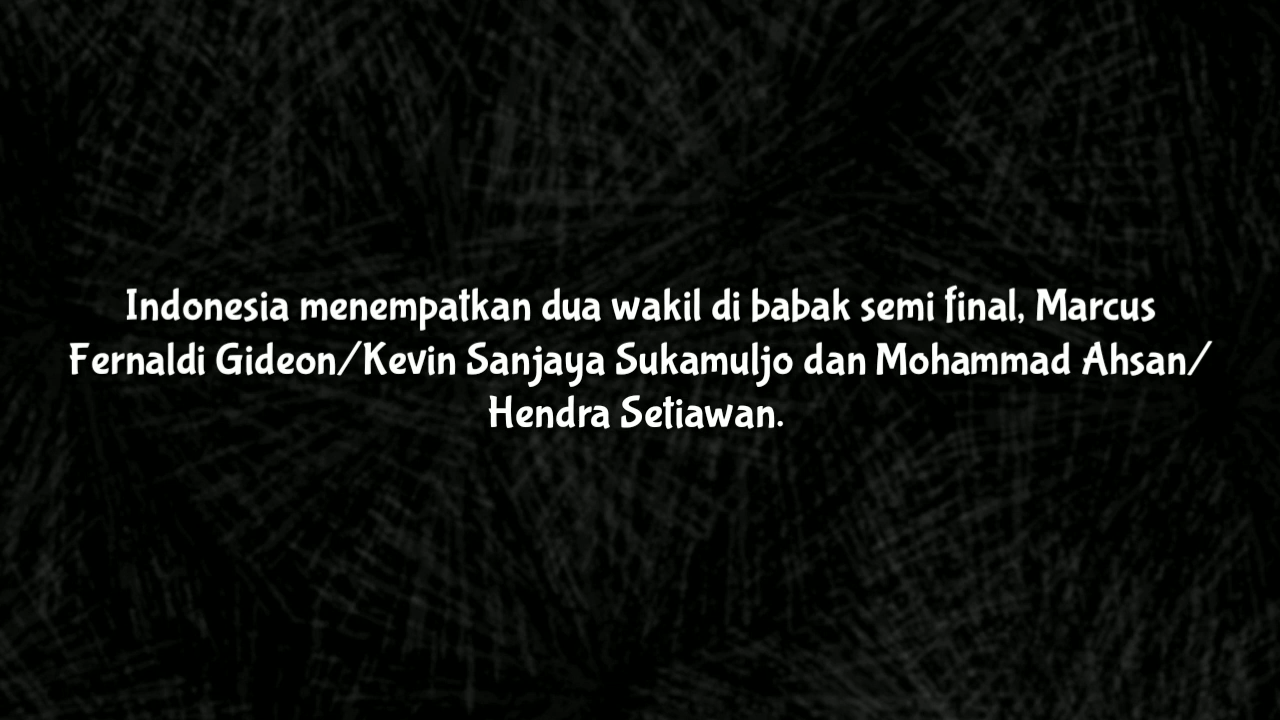 Indonesia menempatkan dua wakil di babak semi final, Marcus
Fernaldi Gideon/Kevin Sanjaya Sukamuljo dan Mohammad Ahsan/
Hendra Setiawan.